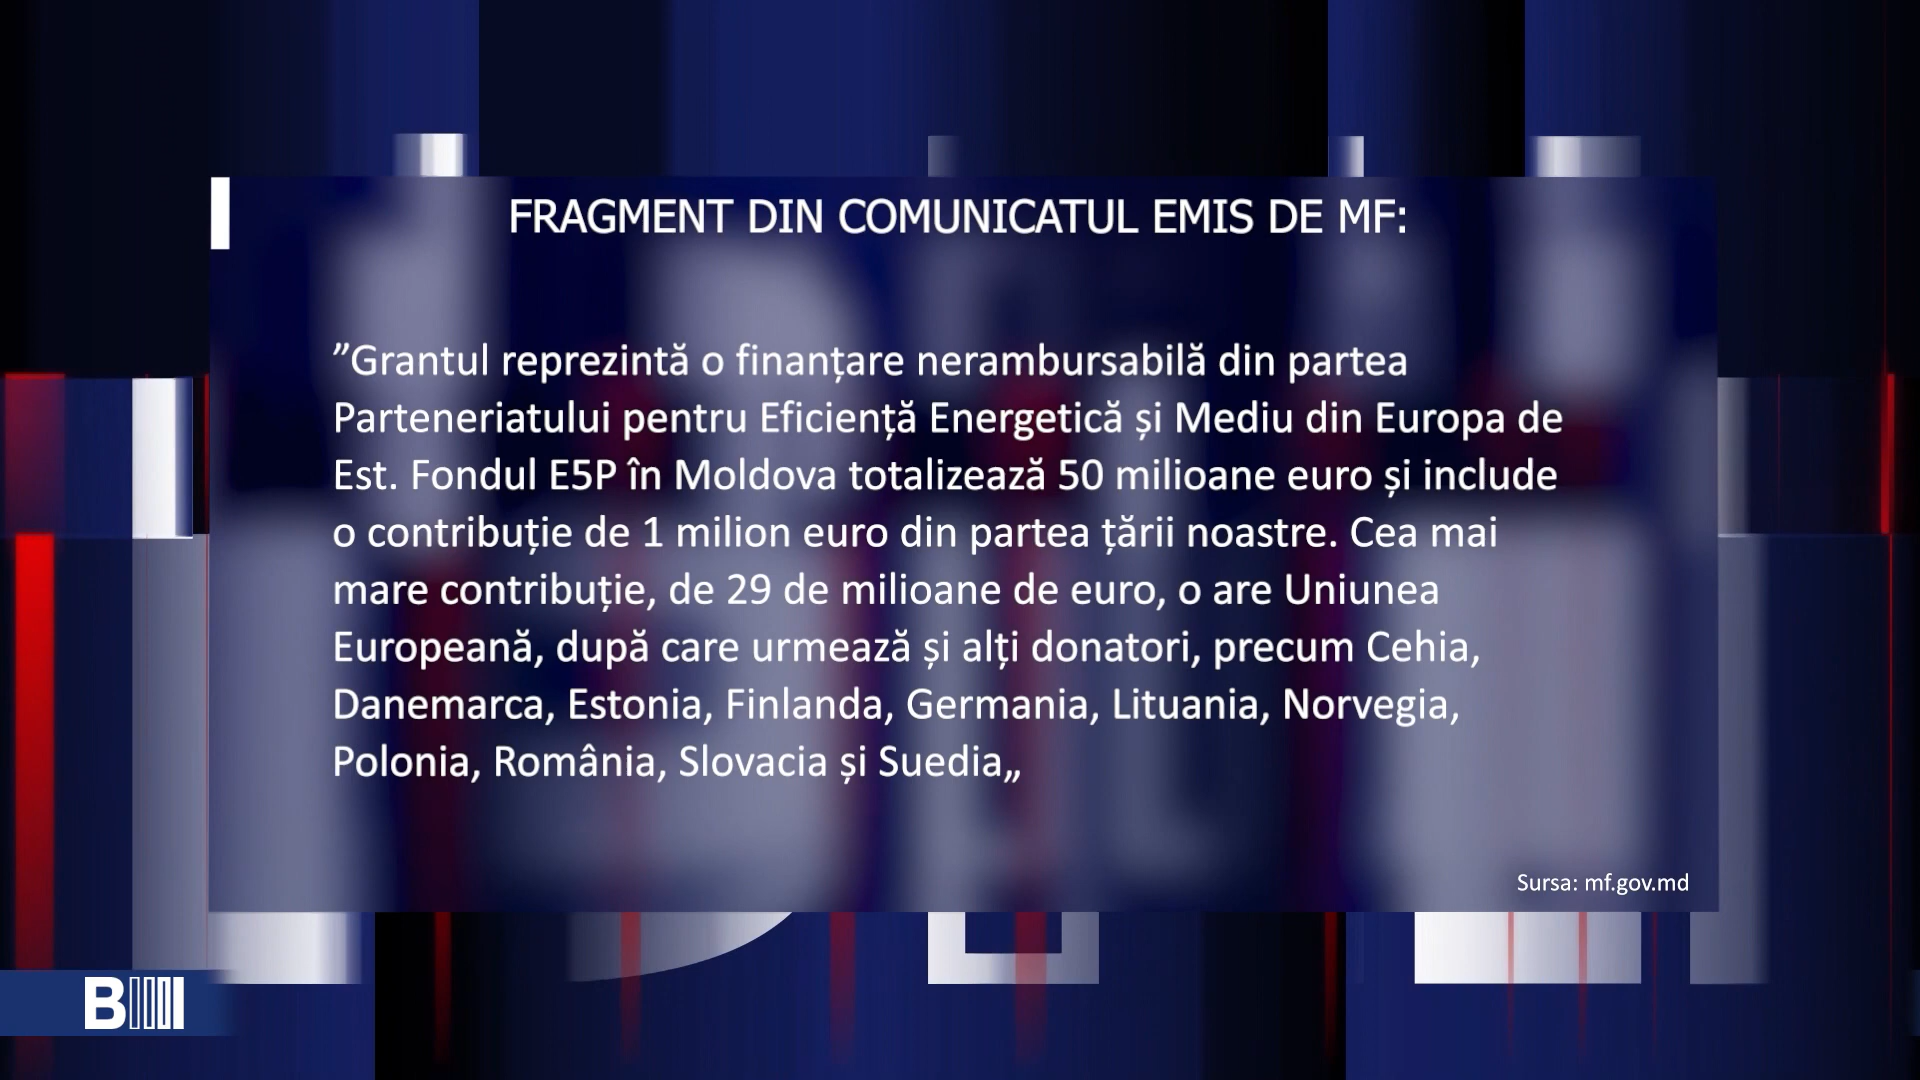 FRAGMENT DIN COMUNICATUL EMIS DE MF:
”Grantul reprezintă o finanțare nerambursabilă din partea
Parteneriatului pentru Eficiență Energetică și Mediu din Europa de
Est. Fondul E5P în Moldova totalizează 50 milioane euro și include
o contribuție de 1 milion euro din partea țării noastre. Cea mai
mare contribuție, de 29 de milioane de euro, o are Uniunea
Europeană, după care urmează și alți donatori, precum Cehia,
Danemarca, Estonia, Finlanda, Germania, Lituania, Norvegia,
Polonia, România, Slovacia și Suedia„
Sursa: mf.gov.md
B